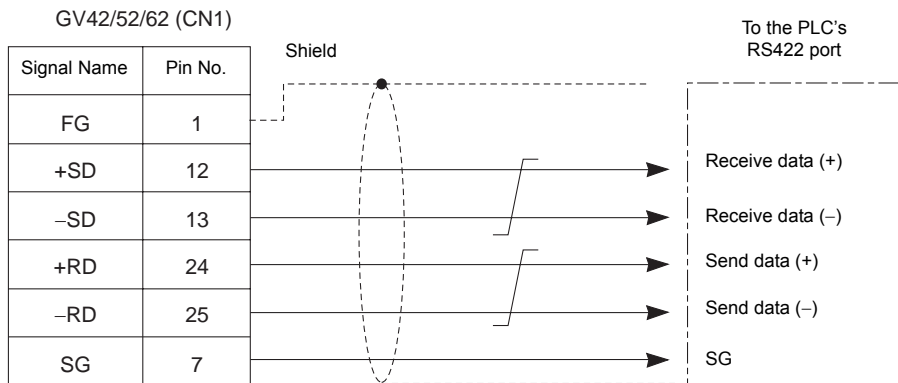 GV42/52/62 (CN1)
To the PLC's
RS422 port
Shield
Signal Name Pin No.
FG 1
+SD 12 Receive data (+)
−SD 13 Receive data (−)
+RD 24 Send data (+)
−RD 25 Send data (−)
SG 7 SG